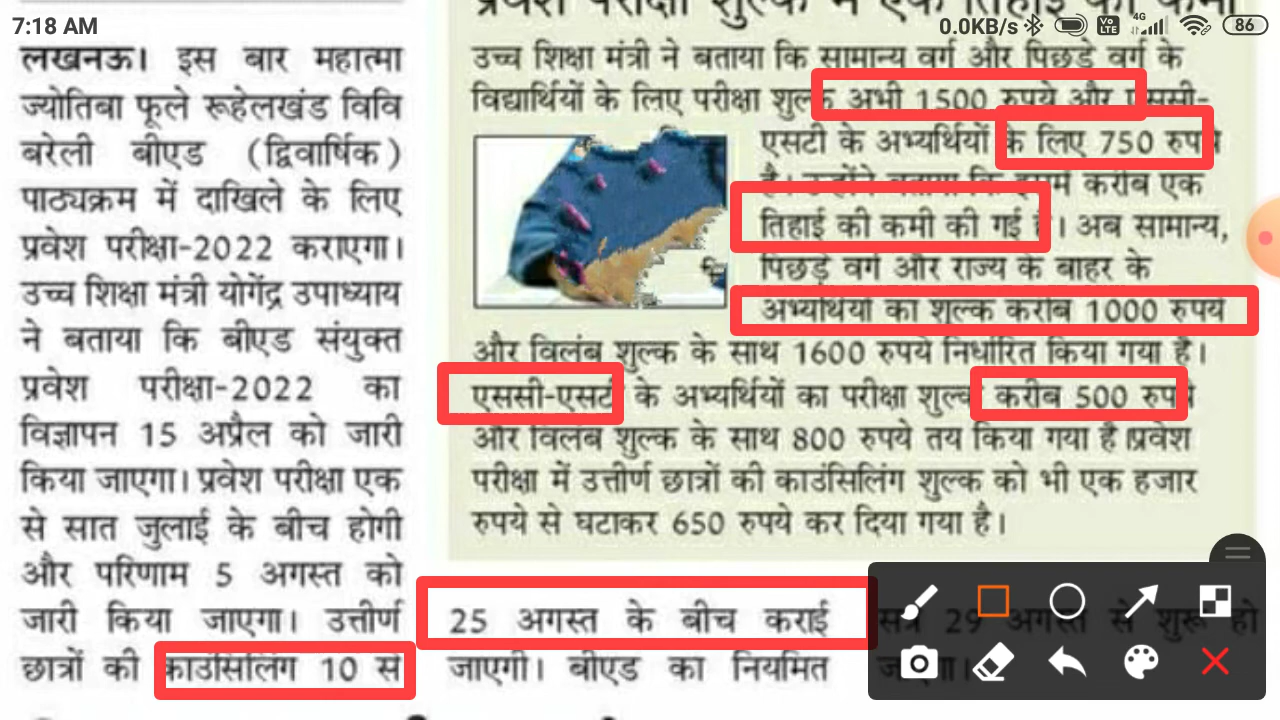 7:18 AM
0.0KB/s
4G
Vo LTE
86
लखनऊ। इस बार महात्मा
ज्योतिबा फूले रूहेलखंड विवि
बरेली बीएड (द्विवार्षिक)
पाठ्यक्रम में दाखिले के लिए
प्रवेश परीक्षा-2022 कराएगा।
उच्च शिक्षा मंत्री योगेंद्र उपाध्याय
ने बताया कि बीएड संयुक्त
प्रवेश परीक्षा-2022 का
विज्ञापन 15 अप्रैल को जारी
किया जाएगा। प्रवेश परीक्षा एक
से सात जुलाई के बीच होगी
और परिणाम 5 अगस्त को
जारी किया जाएगा। उत्तीर्ण
छात्रों की काउंसिलिंग 10 से
प्रवेश परीक्षा शुल्क में एक तिहाई की कमी
उच्च शिक्षा मंत्री ने बताया कि सामान्य वर्ग और पिछड़े वर्ग के
विद्यार्थियों के लिए परीक्षा शुल्क अभी 1500 रुपये और एससी-
एसटी के अभ्यर्थियों के लिए 750 रुपये
है। उन्होंने बताया कि इसमें करीब एक
तिहाई की कमी की गई है। अब सामान्य,
पिछड़े वर्ग और राज्य के बाहर के
अभ्यर्थियों का शुल्क करीब 1000 रुपये
और विलंब शुल्क के साथ 1600 रुपये निर्धारित किया गया है।
एससी-एसटी के अभ्यर्थियों का परीक्षा शुल्क करीब 500 रुपये
और विलंब शुल्क के साथ 800 रुपये तय किया गया है।प्रवेश
परीक्षा में उत्तीर्ण छात्रों की काउंसिलिंग शुल्क को भी एक हजार
रुपये से घटाकर 650 रुपये कर दिया गया है।
25 अगस्त के बीच कराई
जाएगी। बीएड का नियमित
सत्र 29 अगस्त से शुरू हो
जाएगा।